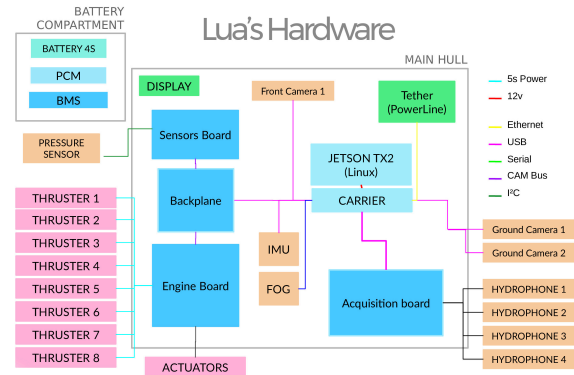 Lua's Hardware
BATTERY
COMPARTMENT
BATTERY 4S
PCM
BMS
MAIN HULL
DISPLAY
Front Camera 1
Tether
(PowerLine)
5s Power
12v
Ethernet
USB
Serial
CAM Bus
I²C
PRESSURE
SENSOR
Sensors Board
JETSON TX2
(Linux)
CARRIER
Backplane
THRUSTER 1
THRUSTER 2
THRUSTER 3
THRUSTER 4
THRUSTER 5
THRUSTER 6
THRUSTER 7
THRUSTER 8
IMU
FOG
Engine Board
Acquisition board
Ground Camera 1
Ground Camera 2
HYDROPHONE 1
HYDROPHONE 2
HYDROPHONE 3
HYDROPHONE 4
ACTUATORS